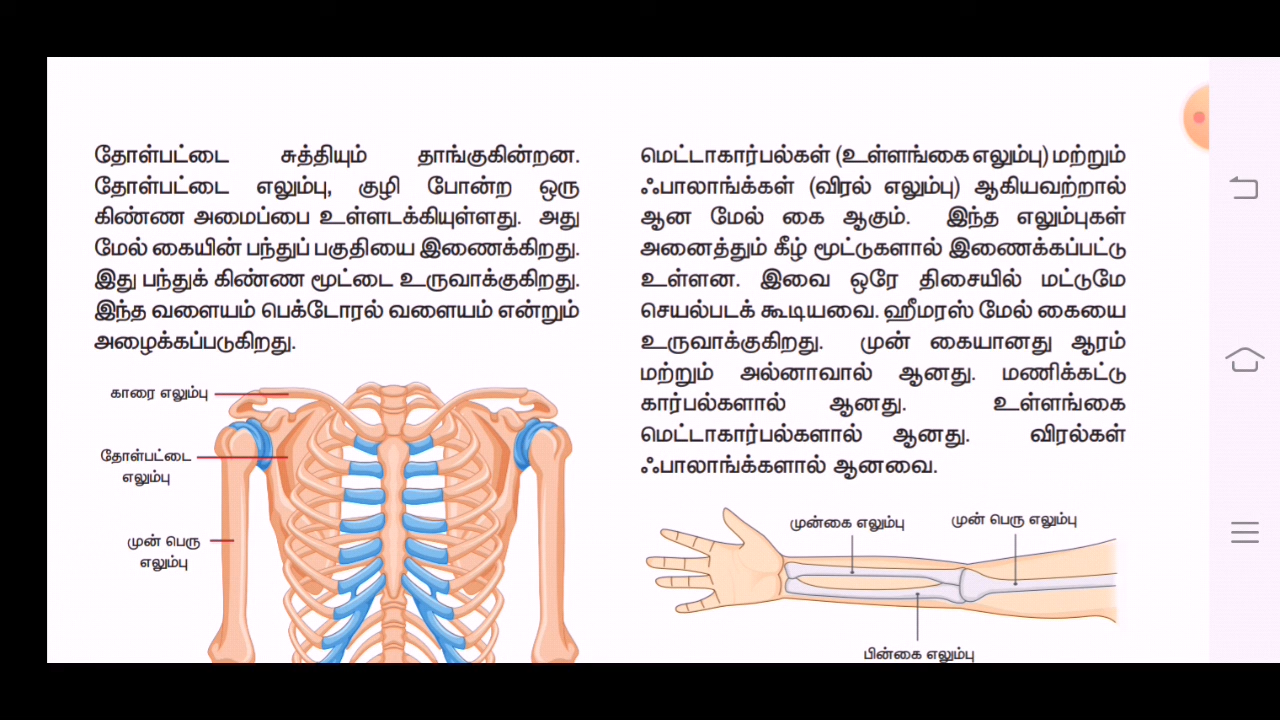 தோள்பட்டை சுத்தியும் தாங்குகின்றன.
தோள்பட்டை எலும்பு, குழி போன்ற ஒரு
கிண்ண அமைப்பை உள்ளடக்கியுள்ளது. அது
மேல் கையின் பந்துப் பகுதியை இணைக்கிறது.
இது பந்துக் கிண்ண மூட்டை உருவாக்குகிறது.
இந்த வளையம் பெக்டோரல் வளையம் என்றும்
அழைக்கப்படுகிறது.
காரை எலும்பு
தோள்பட்டை
எலும்பு
முன் பெரு
எலும்பு
மெட்டாகார்பல்கள் (உள்ளங்கை எலும்பு) மற்றும்
ஃபாலாங்க்கள் (விரல் எலும்பு) ஆகியவற்றால்
ஆன மேல் கை ஆகும். இந்த எலும்புகள்
அனைத்தும் கீழ் மூட்டுகளால் இணைக்கப்பட்டு
உள்ளன. இவை ஒரே திசையில் மட்டுமே
செயல்படக் கூடியவை. ஹீமரஸ் மேல் கையை
உருவாக்குகிறது. முன் கையானது ஆரம்
மற்றும் அல்னாவால் ஆனது. மணிக்கட்டு
கார்பல்களால் ஆனது. உள்ளங்கை
மெட்டாகார்பல்களால் ஆனது. விரல்கள்
ஃபாலாங்க்களால் ஆனவை.
முன்கை எலும்பு
முன் பெரு எலும்பு
பின்கை எலும்பு